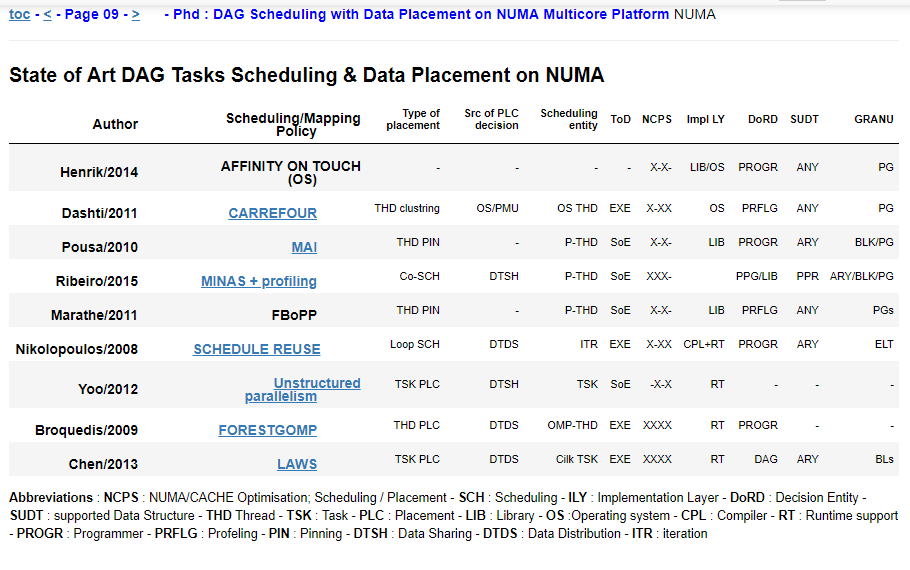 toc - < - Page 09 - > - Phd : DAG Scheduling with Data Placement on NUMA Multicore Platform NUMA
State of Art DAG Tasks Scheduling & Data Placement on NUMA
Author Scheduling/Mapping Policy Type of placement Src of PLC decision Scheduling entity ToD NCPS Impl LY DoRD SUDT GRANU
Henrik/2014 AFFINITY ON TOUCH (OS) - - - - X-X- LIB/OS PROGR ANY PG
Dashti/2011 CARREFOUR THD clustring OS/PMU OS THD EXE X-XX OS PRFLG ANY PG
Pousa/2010 MAI THD PIN - P-THD SoE X-X- LIB PROGR ARY BLK/PG
Ribeiro/2015 MINAS + profiling Co-SCH DTSH P-THD SoE XXX- PPG/LIB PPR ARY/BLK/PG
Marathe/2011 FBoPP THD PIN - P-THD SoE X-X- LIB PRFLG ANY PGs
Nikolopoulos/2008 SCHEDULE REUSE Loop SCH DTDS ITR EXE X-XX CPL+RT PROGR ARY ELT
Yoo/2012 Unstructured parallelism TSK PLC DTSH TSK SoE -X-X RT - - -
Broquedis/2009 FORESTGOMP THD PLC DTDS OMP-THD EXE XXXX RT PROGR - -
Chen/2013 LAWS TSK PLC DTDS Cilk TSK EXE XXXX RT DAG ARY BLs
Abbreviations : NCPS : NUMA/CACHE Optimisation; Scheduling / Placement - SCH : Scheduling - ILY : Implementation Layer - DoRD : Decision Entity -
SUDT : supported Data Structure - THD Thread - TSK : Task - PLC : Placement - LIB : Library - OS :Operating system - CPL : Compiler - RT : Runtime support
- PROGR : Programmer - PRFLG : Profeling - PIN : Pinning - DTSH : Data Sharing - DTDS : Data Distribution - ITR : iteration